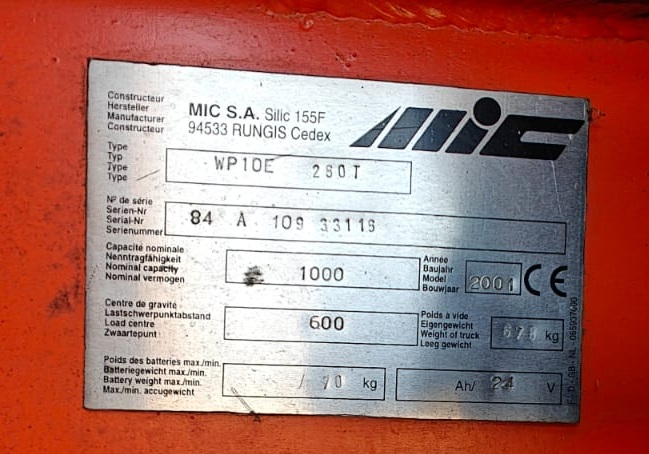 Constructeur
Hersteller
Manufacturer
Constructeur
MIC S.A. Silic 155F
94533 RUNGIS Cedex
MIC
Type
Typ
Type
Type
WP10E 260T
Nº de série
Serien-Nr
Serial-Nr
Serienummer
84 A 109 33116
Capacité nominale
Nenntragfähigkeit
Nominal capacity
Nominal vermogen
1000
Année
Baujahr
Model
Bouwjaar
2001
CE
Centre de gravité
Lastschwerpunktabstand
Load centre
Zwaartepunt
600
Poids à vide
Eigengewicht
Weight of truck
Leeg gewicht
kg
Poids des batteries max./min.
Batteriegewicht max./min.
Battery weight max./min.
Max./min. accugewicht
/ 70 kg
Ah/ 24 V